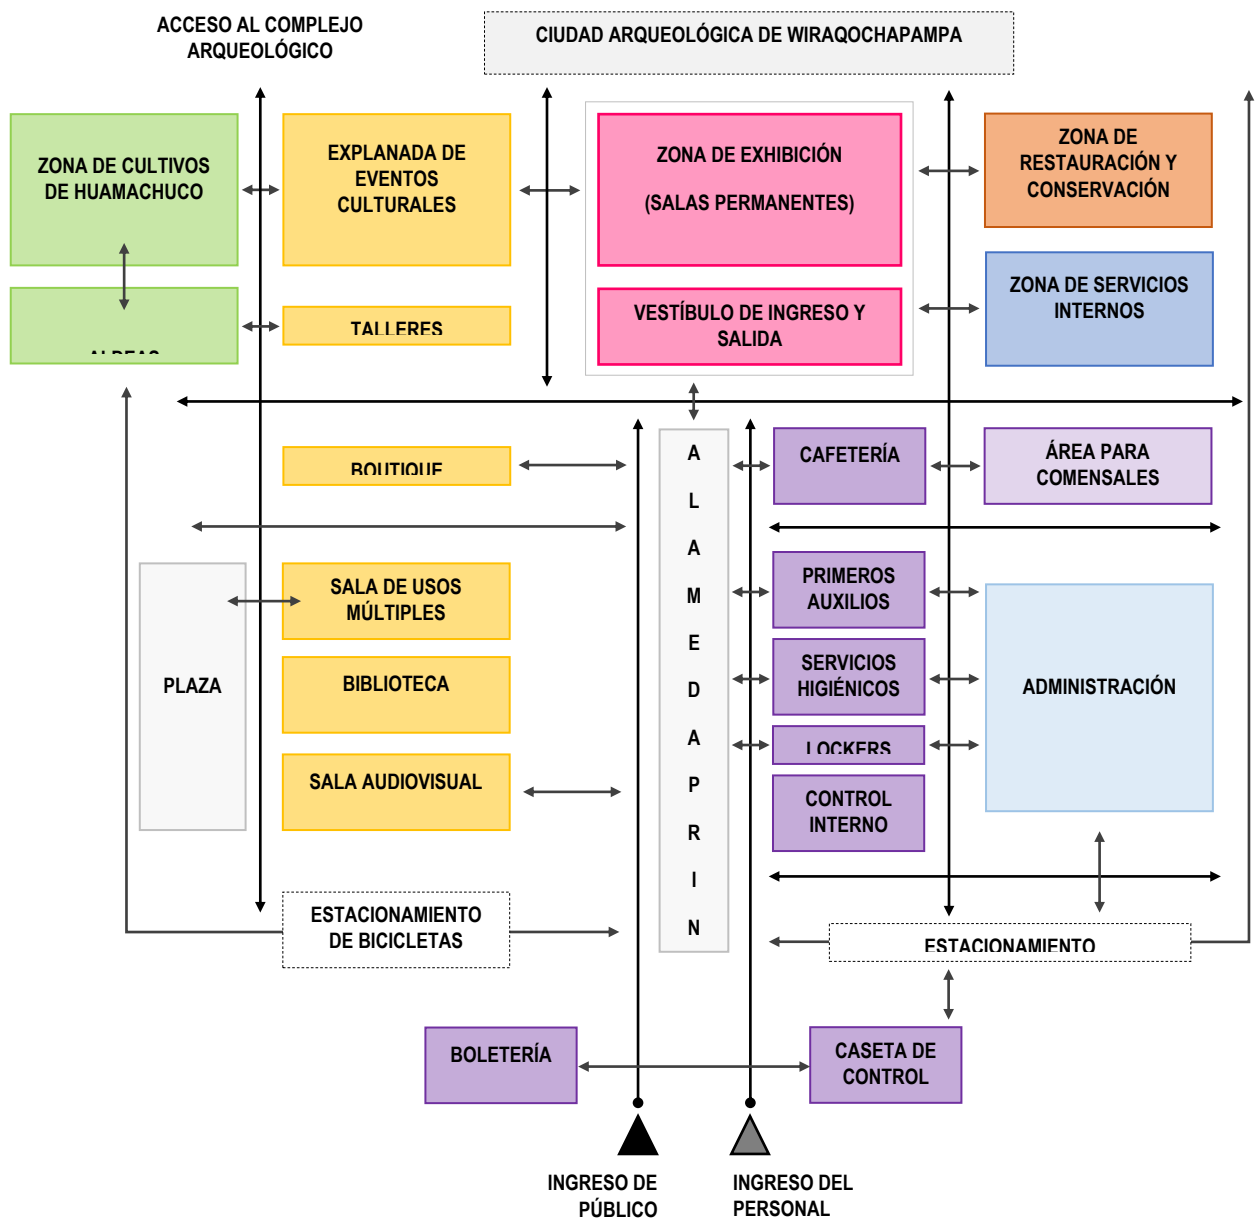 ACCESO AL COMPLEJO
ARQUEOLÓGICO
CIUDAD ARQUEOLÓGICA DE WIRAQOCHAPAMPA
ZONA DE CULTIVOS
DE HUAMACHUCO
EXPLANADA DE
EVENTOS
CULTURALES
ZONA DE EXHIBICIÓN
(SALAS PERMANENTES)
ZONA DE
RESTAURACIÓN Y
CONSERVACIÓN
ALDEAS
TALLERES
VESTÍBULO DE INGRESO Y
SALIDA
ZONA DE SERVICIOS
INTERNOS
BOUTIQUE
A
L
A
M
E
D
A
P
R
I
N
CAFETERÍA
ÁREA PARA
COMENSALES
PLAZA
SALA DE USOS
MÚLTIPLES
BIBLIOTECA
SALA AUDIOVISUAL
PRIMEROS
AUXILIOS
SERVICIOS
HIGIÉNICOS
LOCKERS
CONTROL
INTERNO
ADMINISTRACIÓN
ESTACIONAMIENTO
DE BICICLETAS
ESTACIONAMIENTO
BOLETERÍA
CASETA DE
CONTROL
INGRESO DE
PÚBLICO
INGRESO DEL
PERSONAL